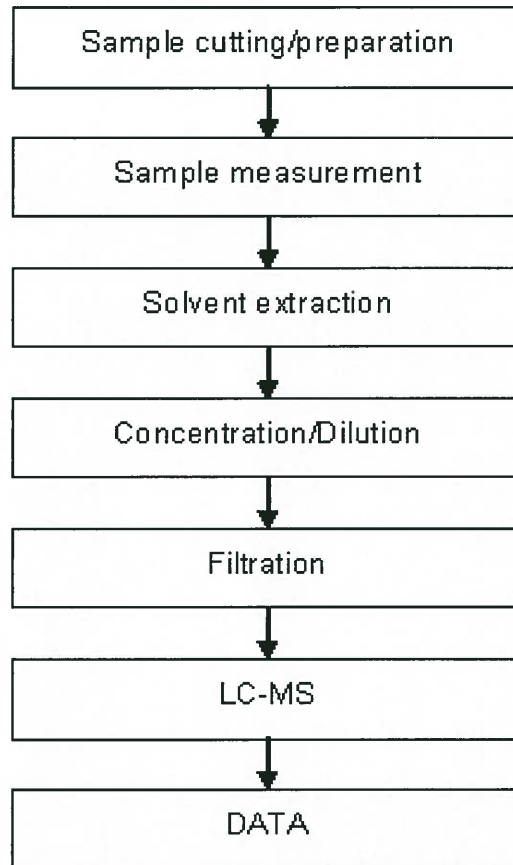 Sample cutting/preparation
Sample measurement
Solvent extraction
Concentration/Dilution
Filtration
LC-MS
DATA